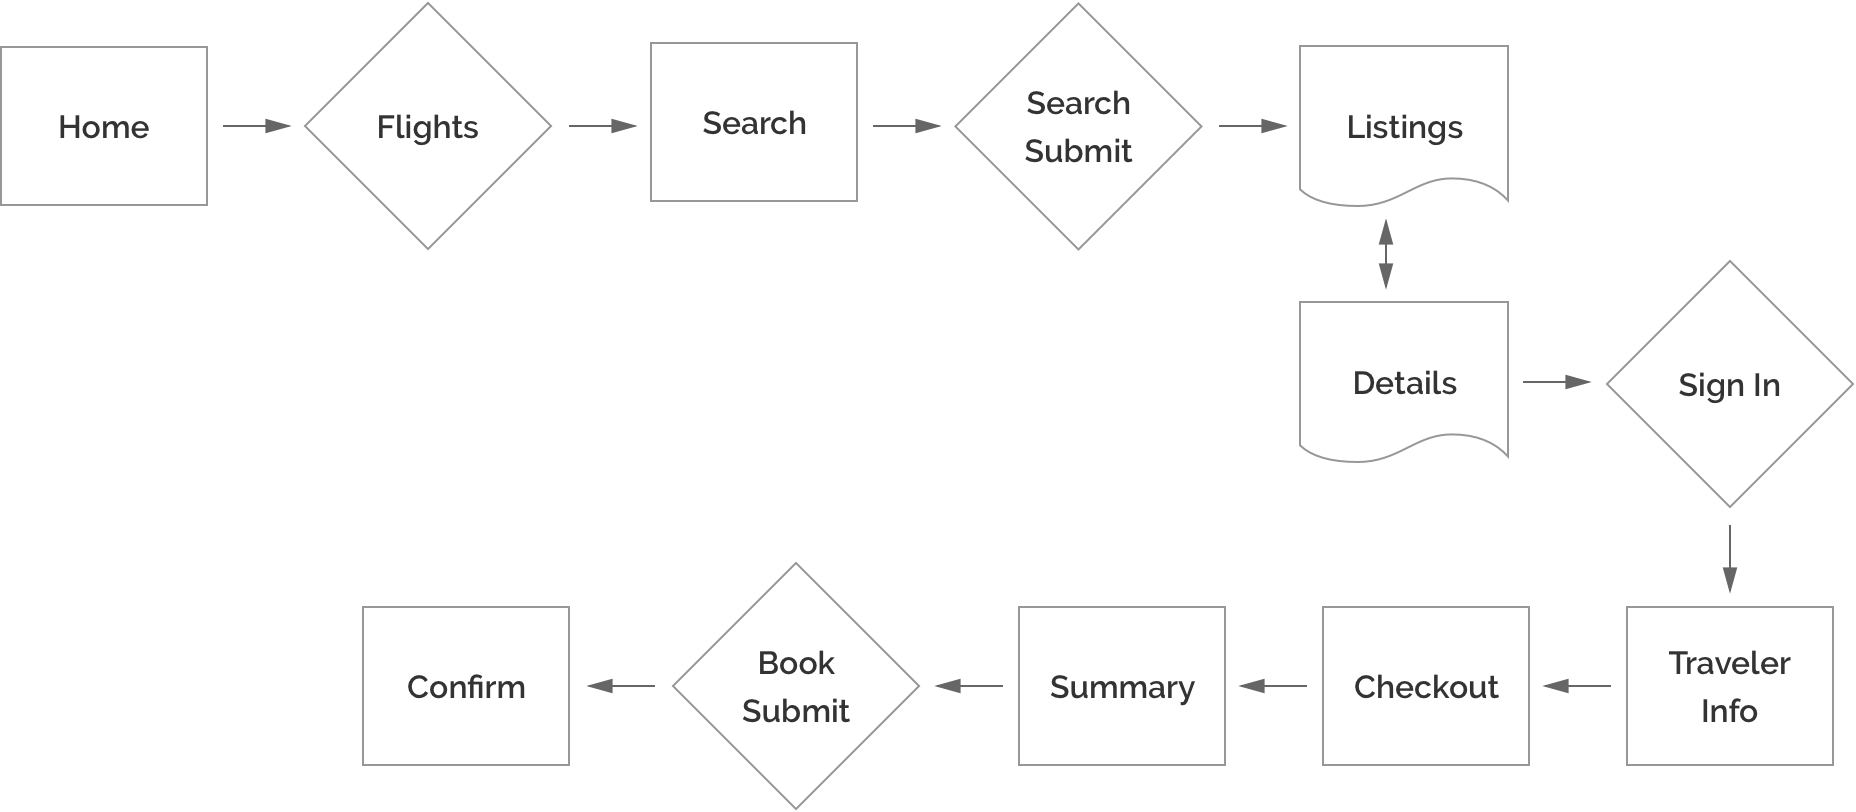 Home
Flights
Search
Search
Submit
Listings
Details
Sign In
Traveler
Info
Checkout
Summary
Book
Submit
Confirm